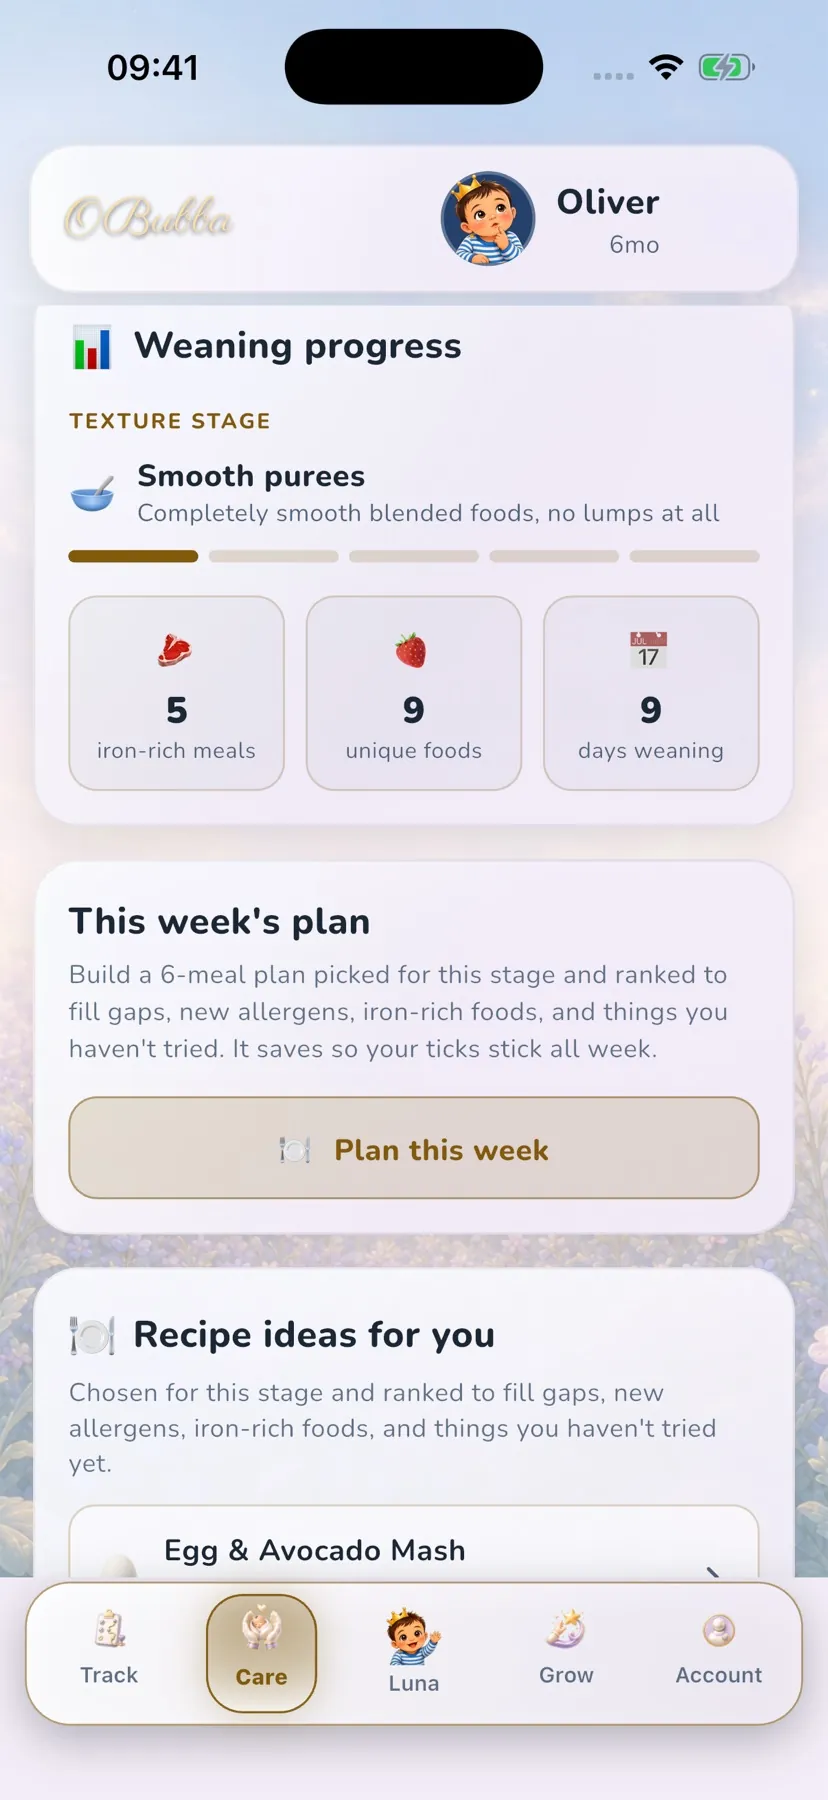 09:41
OBubba
Oliver
6mo
Weaning progress
TEXTURE STAGE
Smooth purees
Completely smooth blended foods, no lumps at all
JUL
17
5
9
9
iron-rich meals
unique foods
days weaning
This week's plan
Build a 6-meal plan picked for this stage and ranked to
fill gaps, new allergens, iron-rich foods, and things you
haven't tried. It saves so your ticks stick all week.
Plan this week
Recipe ideas for you
Chosen for this stage and ranked to fill gaps, new
allergens, iron-rich foods, and things you haven't tried
yet.
Egg & Avocado Mash
Track
Care
Luna
Grow
Account